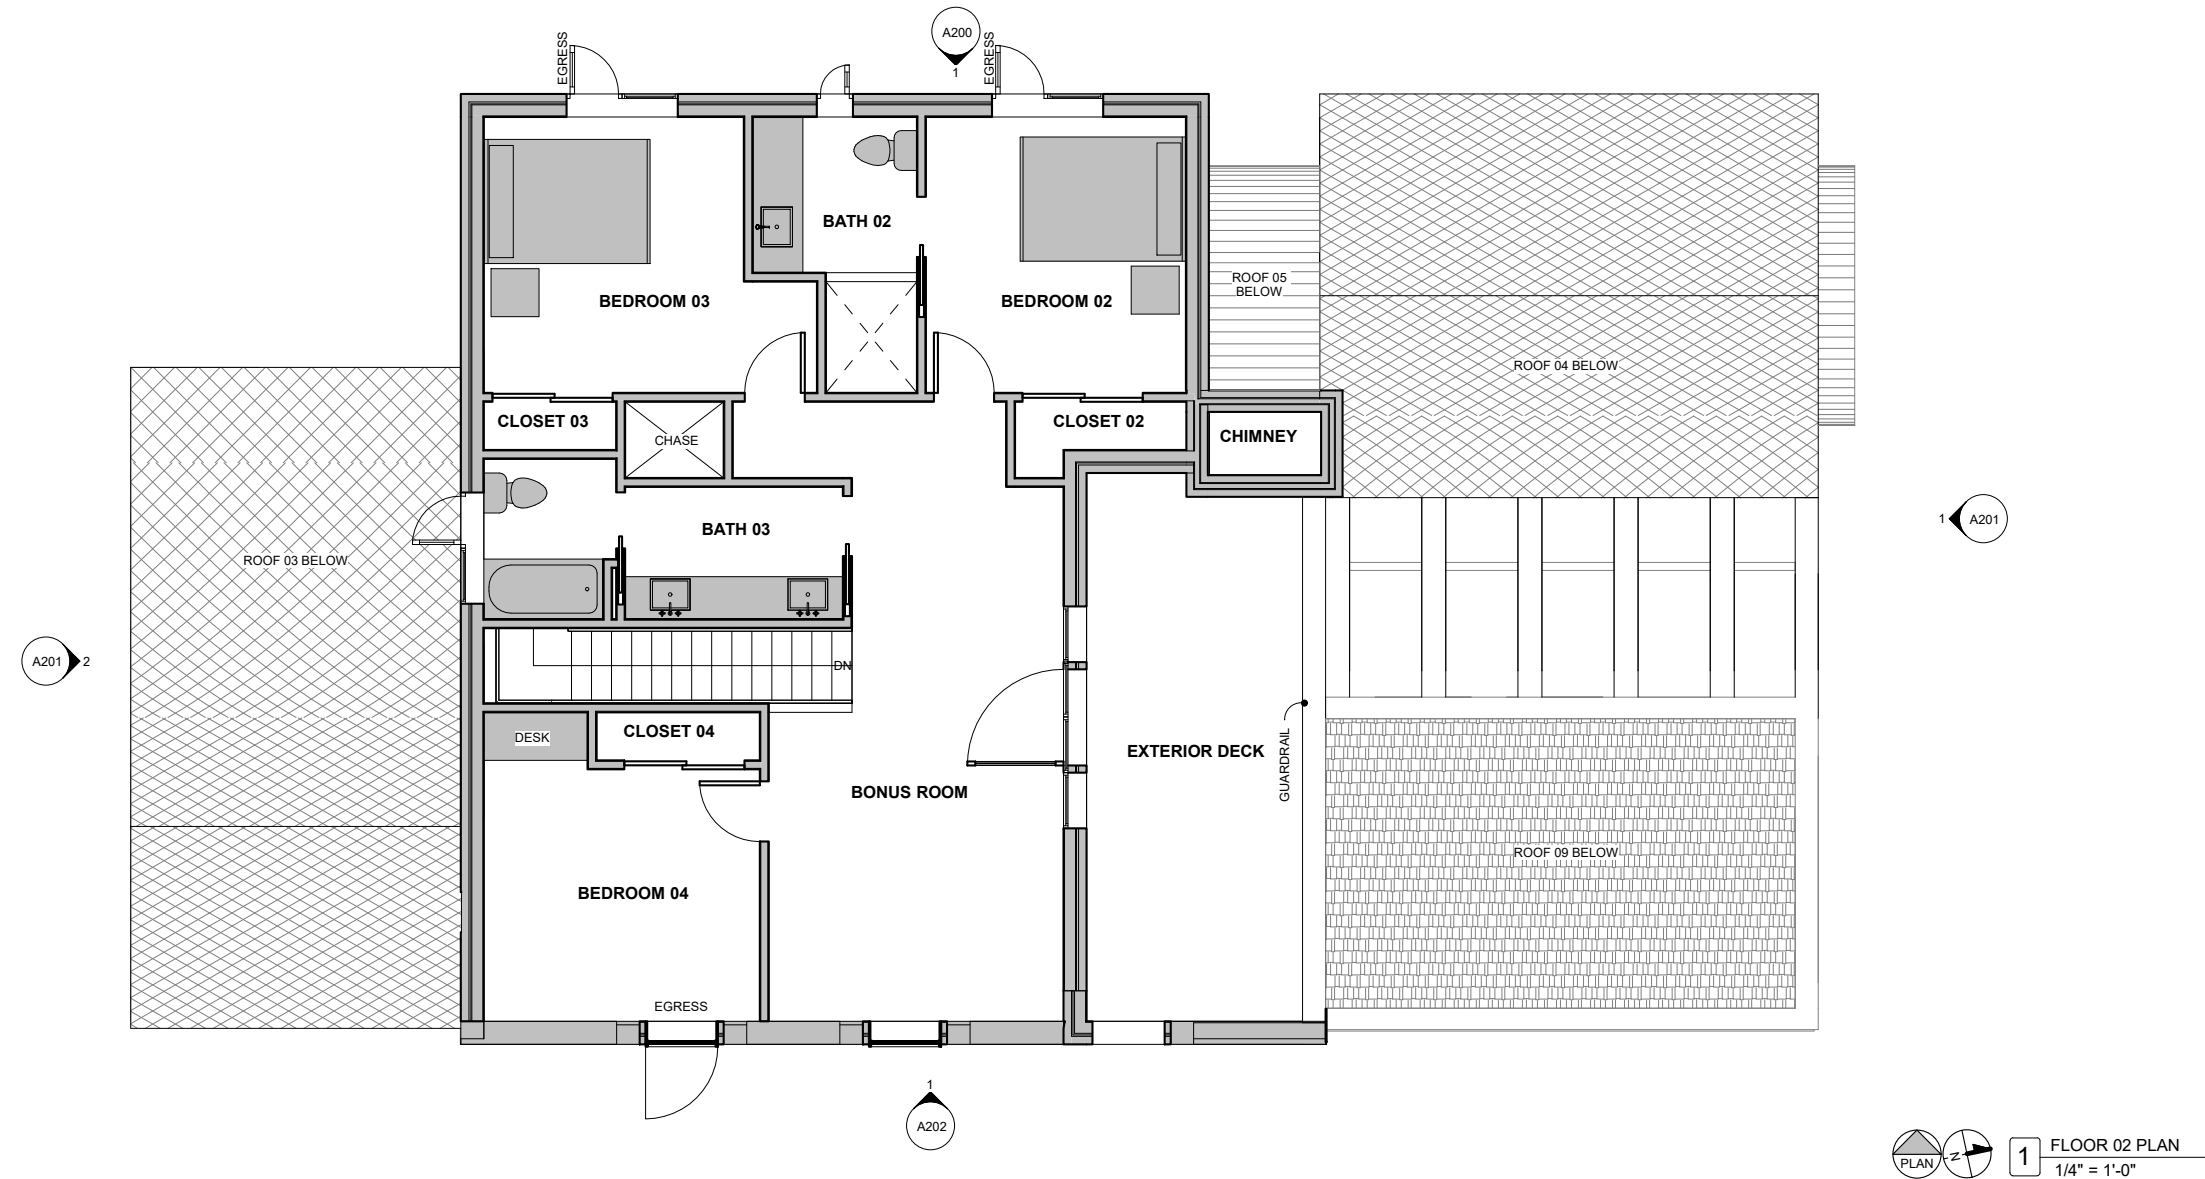 A200
1
EGRESS
EGRESS
BATH 02
BEDROOM 03
BEDROOM 02
ROOF 05
BELOW
ROOF 04 BELOW
CLOSET 03
CHASE
CLOSET 02
CHIMNEY
BATH 03
1
A201
ROOF 03 BELOW
A201
2
DN
DESK
CLOSET 04
EXTERIOR DECK
GUARDRAIL
BONUS ROOM
ROOF 09 BELOW
BEDROOM 04
EGRESS
1
A202
PLAN
N
1
FLOOR 02 PLAN
1/4" = 1'-0"